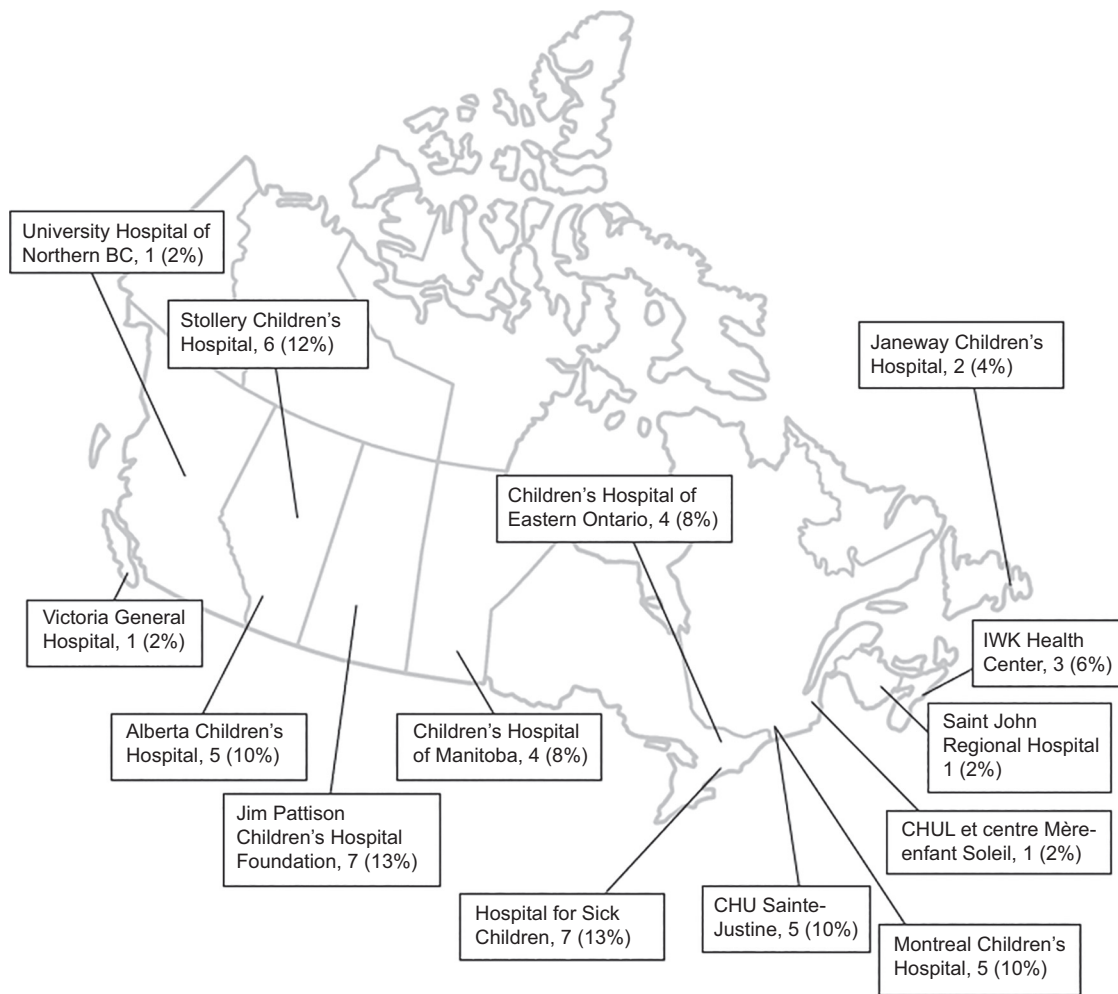 University Hospital of
Northern BC, 1 (2%)
Stollery Children’s
Hospital, 6 (12%)
Janeway Children’s
Hospital, 2 (4%)
Children’s Hospital of
Eastern Ontario, 4 (8%)
Victoria General
Hospital, 1 (2%)
IWK Health
Center, 3 (6%)
Alberta Children’s
Hospital, 5 (10%)
Children’s Hospital
of Manitoba, 4 (8%)
Saint John
Regional Hospital
1 (2%)
Jim Pattison
Children’s Hospital
Foundation, 7 (13%)
CHUL et centre Mère-
enfant Soleil, 1 (2%)
Hospital for Sick
Children, 7 (13%)
CHU Sainte-
Justine, 5 (10%)
Montreal Children’s
Hospital, 5 (10%)